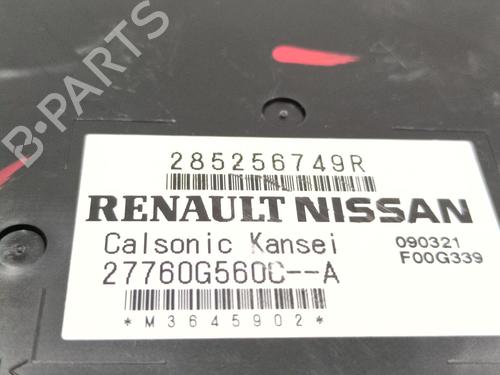 285256749R
RENAULT NISSAN
Calsonic Kansei
090321
F00G339
27760G560C--A
*M3645902*
B-PARTS